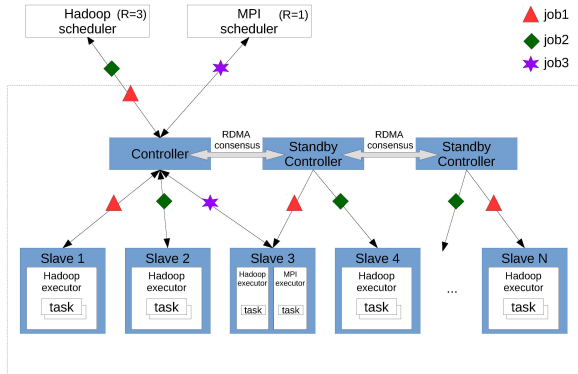 Hadoop (R=3)
scheduler
MPI (R=1)
scheduler
job1
job2
job3
Controller
RDMA
consensus
Standby
Controller
RDMA
consensus
Standby
Controller
Slave 1
Hadoop
executor
task
Slave 2
Hadoop
executor
task
Slave 3
Hadoop
executor
task
MPI
executor
task
Slave 4
Hadoop
executor
task
...
Slave N
Hadoop
executor
task